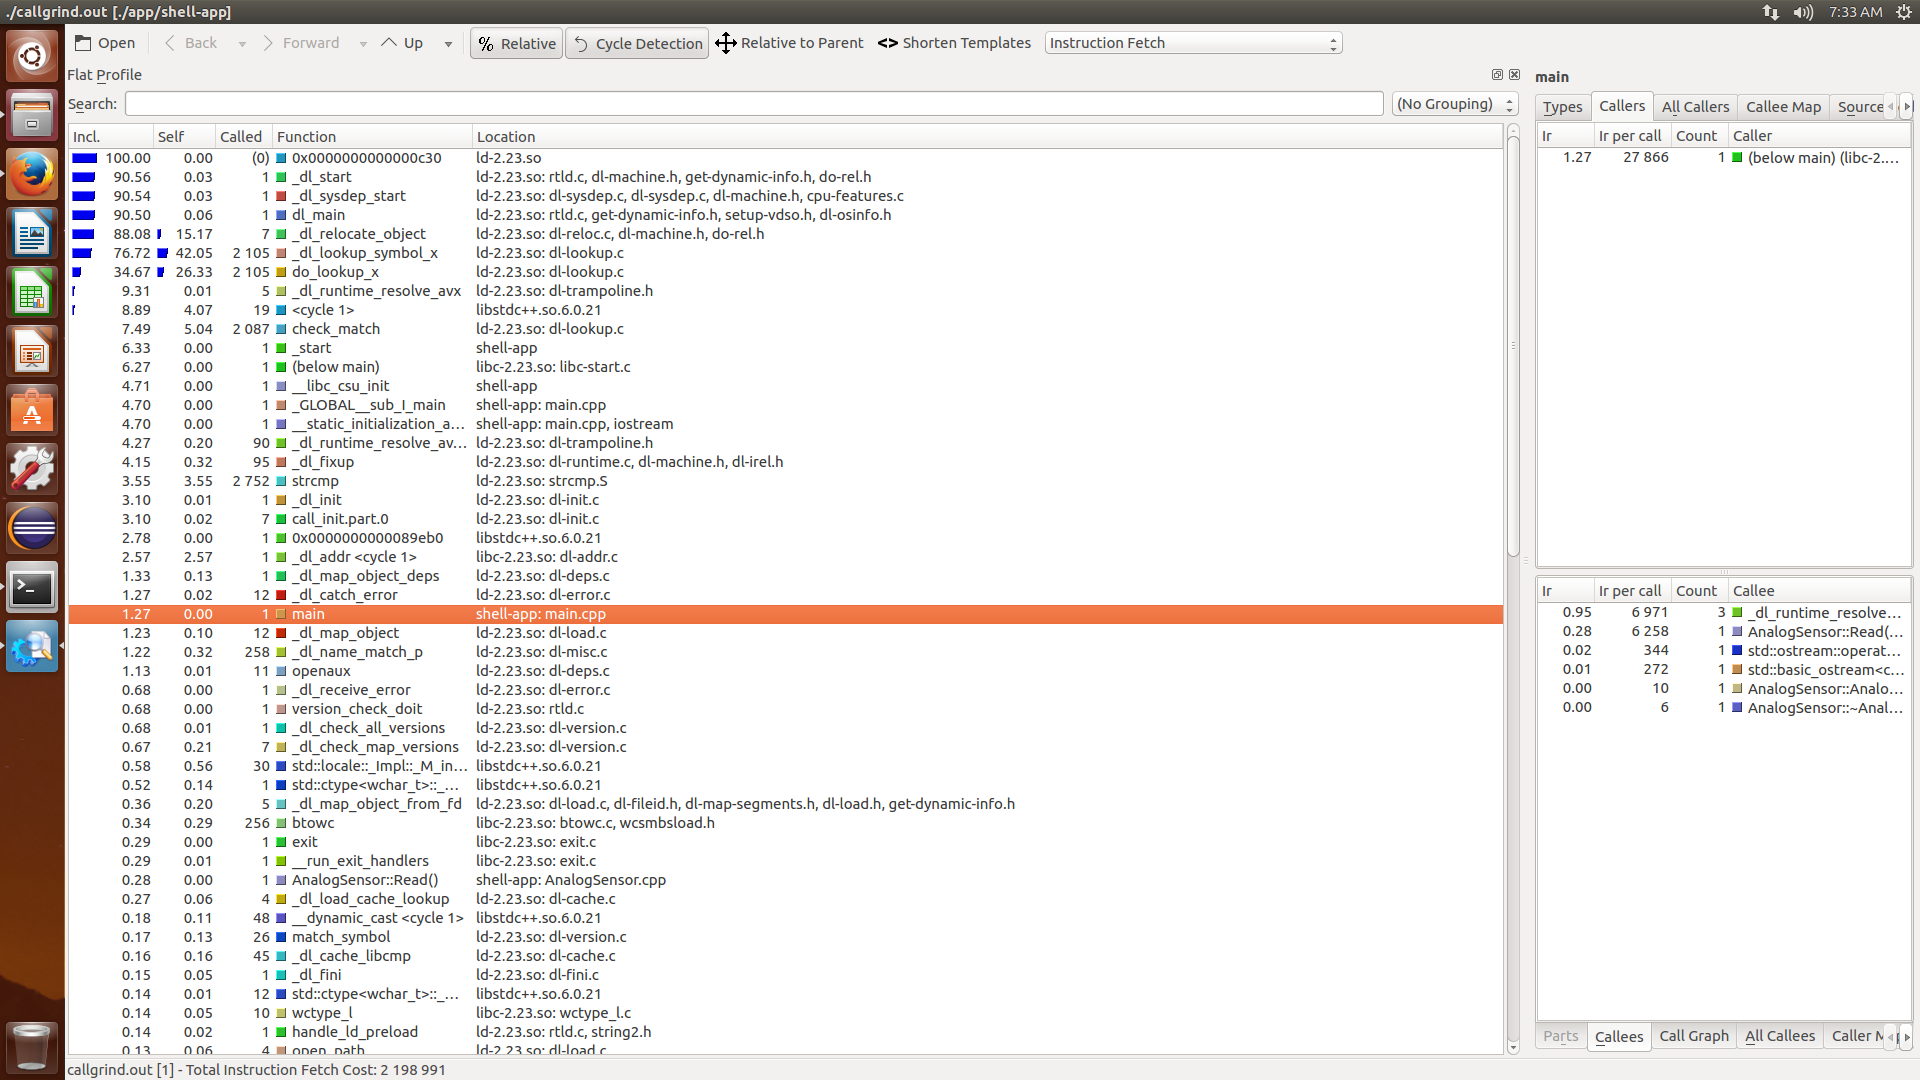 ./callgrind.out [./app/shell-app]
7:33 AM
Open Back Forward Up % Relative Cycle Detection Relative to Parent <> Shorten Templates Instruction Fetch
Flat Profile
Search: (No Grouping)
Incl. Self Called Function Location
100.00 0.00 (0) 0x0000000000000c30 ld-2.23.so
90.56 0.03 1 _dl_start ld-2.23.so: rtld.c, dl-machine.h, get-dynamic-info.h, do-rel.h
90.54 0.03 1 _dl_sysdep_start ld-2.23.so: dl-sysdep.c, dl-sysdep.c, dl-machine.h, cpu-features.c
90.50 0.06 1 dl_main ld-2.23.so: rtld.c, get-dynamic-info.h, setup-vdso.h, dl-osinfo.h
88.08 15.17 7 _dl_relocate_object ld-2.23.so: dl-reloc.c, dl-machine.h, do-rel.h
76.72 42.05 2 105 _dl_lookup_symbol_x ld-2.23.so: dl-lookup.c
34.67 26.33 2 105 do_lookup_x ld-2.23.so: dl-lookup.c
9.31 0.01 5 _dl_runtime_resolve_avx ld-2.23.so: dl-trampoline.h
8.89 4.07 19 <cycle 1> libstdc++.so.6.0.21
7.49 5.04 2 087 check_match ld-2.23.so: dl-lookup.c
6.33 0.00 1 _start shell-app
6.27 0.00 1 (below main) libc-2.23.so: libc-start.c
4.71 0.00 1 __libc_csu_init shell-app
4.70 0.00 1 _GLOBAL__sub_I_main shell-app: main.cpp
4.70 0.00 1 __static_initialization_a... shell-app: main.cpp, iostream
4.27 0.20 90 _dl_runtime_resolve_av... ld-2.23.so: dl-trampoline.h
4.15 0.32 95 _dl_fixup ld-2.23.so: dl-runtime.c, dl-machine.h, dl-irel.h
3.55 3.55 2 752 strcmp ld-2.23.so: strcmp.S
3.10 0.01 1 _dl_init ld-2.23.so: dl-init.c
3.10 0.02 7 call_init.part.0 ld-2.23.so: dl-init.c
2.78 0.00 1 0x0000000000089eb0 libstdc++.so.6.0.21
2.57 2.57 1 _dl_addr <cycle 1> libc-2.23.so: dl-addr.c
1.33 0.13 1 _dl_map_object_deps ld-2.23.so: dl-deps.c
1.27 0.02 12 _dl_catch_error ld-2.23.so: dl-error.c
1.27 0.00 1 main shell-app: main.cpp
1.23 0.10 12 _dl_map_object ld-2.23.so: dl-load.c
1.22 0.32 258 _dl_name_match_p ld-2.23.so: dl-misc.c
1.13 0.01 11 openaux ld-2.23.so: dl-deps.c
0.68 0.00 1 _dl_receive_error ld-2.23.so: dl-error.c
0.68 0.00 1 version_check_doit ld-2.23.so: rtld.c
0.68 0.01 1 _dl_check_all_versions ld-2.23.so: dl-version.c
0.67 0.21 7 _dl_check_map_versions ld-2.23.so: dl-version.c
0.58 0.56 30 std::locale::_Impl::_M_in... libstdc++.so.6.0.21
0.52 0.14 1 std::ctype<wchar_t>::_... libstdc++.so.6.0.21
0.36 0.20 5 _dl_map_object_from_fd ld-2.23.so: dl-load.c, dl-fileid.h, dl-map-segments.h, dl-load.h, get-dynamic-info.h
0.34 0.29 256 btowc libc-2.23.so: btowc.c, wcsmbsload.h
0.29 0.00 1 exit libc-2.23.so: exit.c
0.29 0.01 1 __run_exit_handlers libc-2.23.so: exit.c
0.28 0.00 1 AnalogSensor::Read() shell-app: AnalogSensor.cpp
0.27 0.06 4 _dl_load_cache_lookup ld-2.23.so: dl-cache.c
0.18 0.11 48 __dynamic_cast <cycle 1> libstdc++.so.6.0.21
0.17 0.13 26 match_symbol ld-2.23.so: dl-version.c
0.16 0.16 45 _dl_cache_libcmp ld-2.23.so: dl-cache.c
0.15 0.05 1 _dl_fini ld-2.23.so: dl-fini.c
0.14 0.01 12 std::ctype<wchar_t>::_... libstdc++.so.6.0.21
0.14 0.05 10 wctype_l libc-2.23.so: wctype_l.c
0.14 0.02 1 handle_ld_preload ld-2.23.so: rtld.c, string2.h
0.13 0.06 4 open_path ld-2.23.so: dl-load.c
callgrind.out [1] - Total Instruction Fetch Cost: 2 198 991
main
Types Callers All Callers Callee Map Source
Ir Ir per call Count Caller
1.27 27 866 1 (below main) (libc-2....
Ir Ir per call Count Callee
0.95 6 971 3 _dl_runtime_resolve...
0.28 6 258 1 AnalogSensor::Read(...
0.02 344 1 std::ostream::operat...
0.01 272 1 std::basic_ostream<c...
0.00 10 1 AnalogSensor::Analo...
0.00 6 1 AnalogSensor::~Anal...
Parts Callees Call Graph All Callees Caller